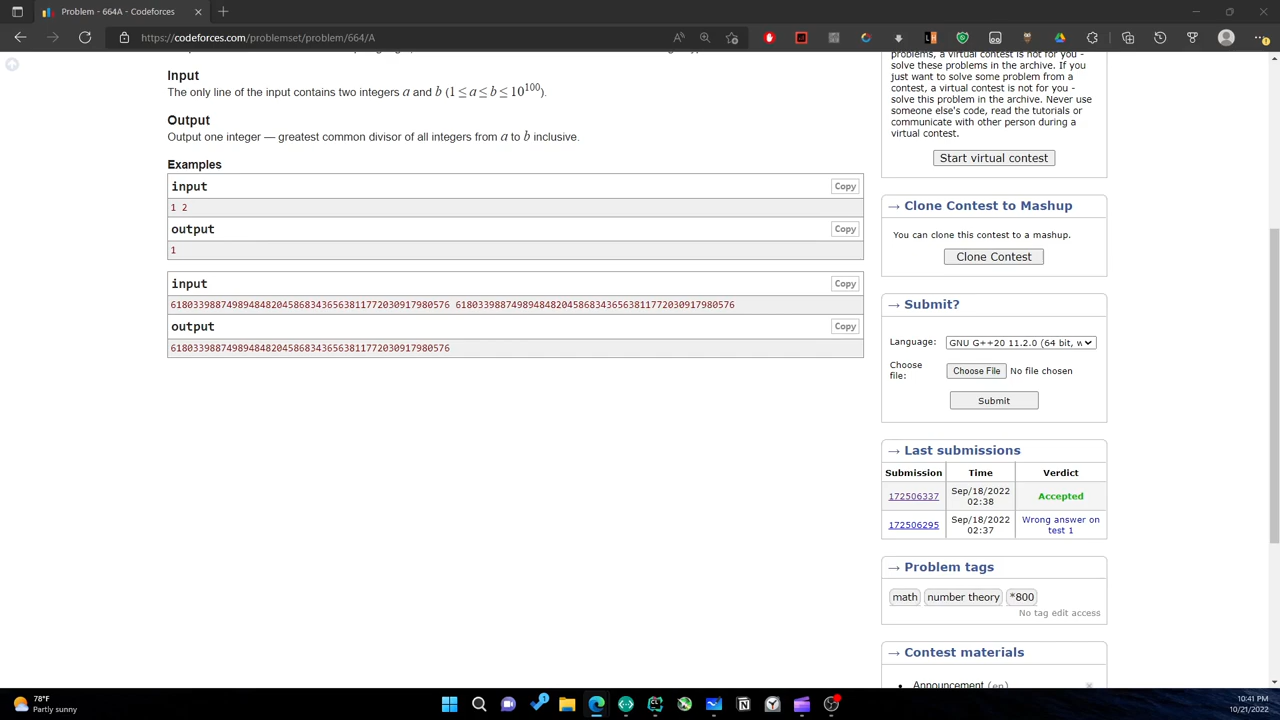 Problem - 664A - Codeforces
https://codeforces.com/problemset/problem/664/A
Input
The only line of the input contains two integers a and b (1 ≤ a ≤ b ≤ 10^100).
Output
Output one integer — greatest common divisor of all integers from a to b inclusive.
Examples
input
Copy
1 2
output
Copy
1
input
Copy
61803398874989484820458683436563811772030917980576 61803398874989484820458683436563811772030917980576
output
Copy
61803398874989484820458683436563811772030917980576
problems, a virtual contest is not for you -
solve these problems in the archive. If you
just want to solve some problem from a
contest, a virtual contest is not for you -
solve this problem in the archive. Never use
someone else's code, read the tutorials or
communicate with other person during a
virtual contest.
Start virtual contest
→ Clone Contest to Mashup
You can clone this contest to a mashup.
Clone Contest
→ Submit?
Language: GNU G++20 11.2.0 (64 bit, w
Choose
file: Choose File No file chosen
Submit
→ Last submissions
Submission Time Verdict
172506337 Sep/18/2022 02:38 Accepted
172506295 Sep/18/2022 02:37 Wrong answer on test 1
→ Problem tags
math number theory *800
No tag edit access
→ Contest materials
Announcement (en)
78°F
Partly sunny
10:41 PM
10/21/2022